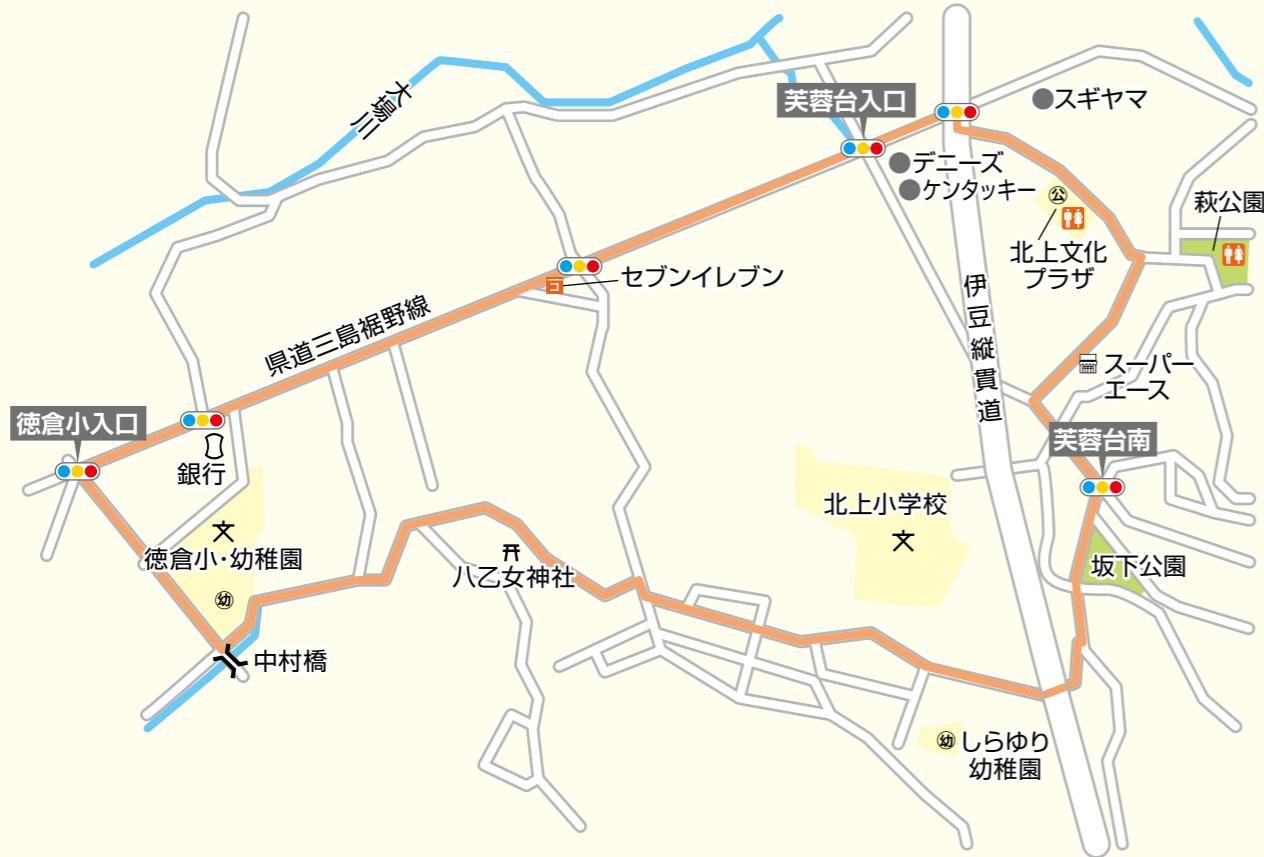 大場川
芙蓉台入口
スギヤマ
デニーズ
ケンタッキー
公
北上文化
プラザ
萩公園
セブンイレブン
伊豆縦貫道
県道三島裾野線
スーパー
エース
徳倉小入口
銀行
芙蓉台南
北上小学校
文
坂下公園
文
徳倉小・幼稚園
幼
八乙女神社
中村橋
幼
しらゆり
幼稚園